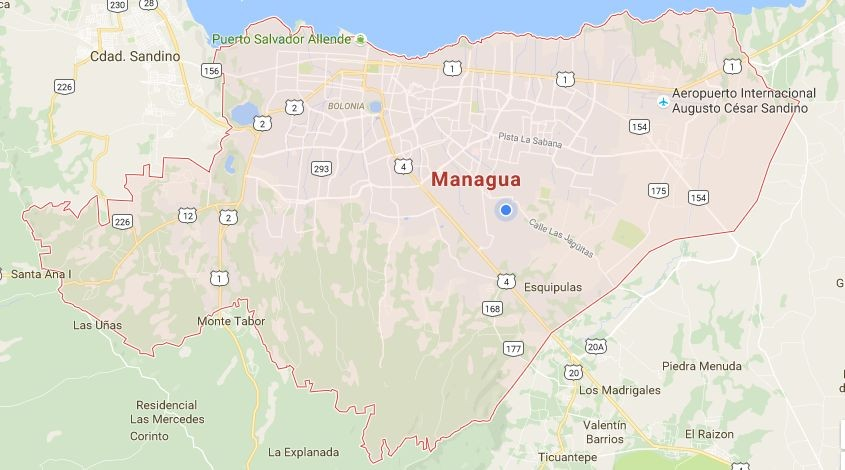 230
28
Puerto Salvador Allende
Cdad. Sandino
156
1
1
1
226
Aeropuerto Internacional
Augusto César Sandino
2
BOLONIA
2
154
Pista La Sabana
4
293
Managua
175
154
12
2
226
Calle Las Jagüitas
Santa Ana I
1
4
Esquipulas
168
Las Uñas
Monte Tabor
177
20A
Piedra Menuda
20
Los Madrigales
Residencial
Las Mercedes
Corinto
Valentín
Barrios
El Raizon
La Explanada
Ticuantepe